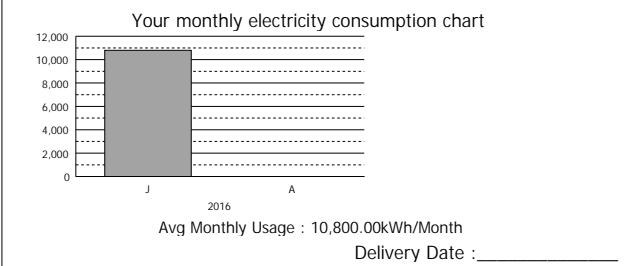 Your monthly electricity consumption chart
12,000
10,000
8,000
6,000
4,000
2,000
0
J A
2016
Avg Monthly Usage : 10,800.00kWh/Month
Delivery Date :______________